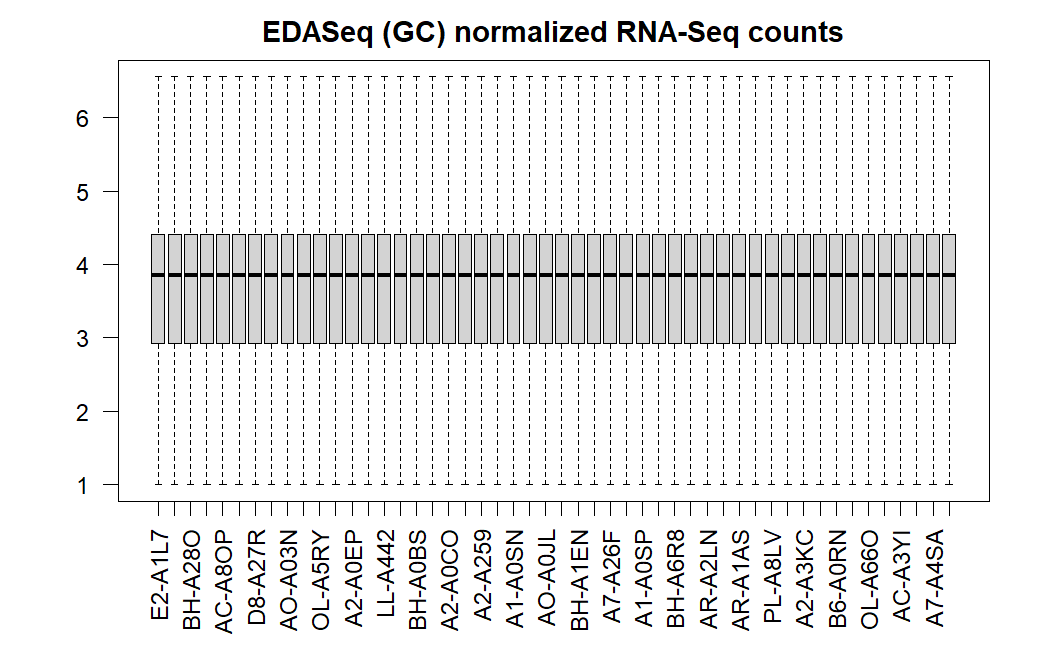 EDASeq (GC) normalized RNA-Seq counts
6
5
4
3
2
1
E2-A1L7
BH-A28O
AC-A8OP
D8-A27R
AO-A03N
OL-A5RY
A2-A0EP
LL-A442
BH-A0BS
A2-A0CO
A2-A259
A1-A0SN
AO-A0JL
BH-A1EN
A7-A26F
A1-A0SP
BH-A6R8
AR-A2LN
AR-A1AS
PL-A8LV
A2-A3KC
B6-A0RN
OL-A66O
AC-A3YI
A7-A4SA